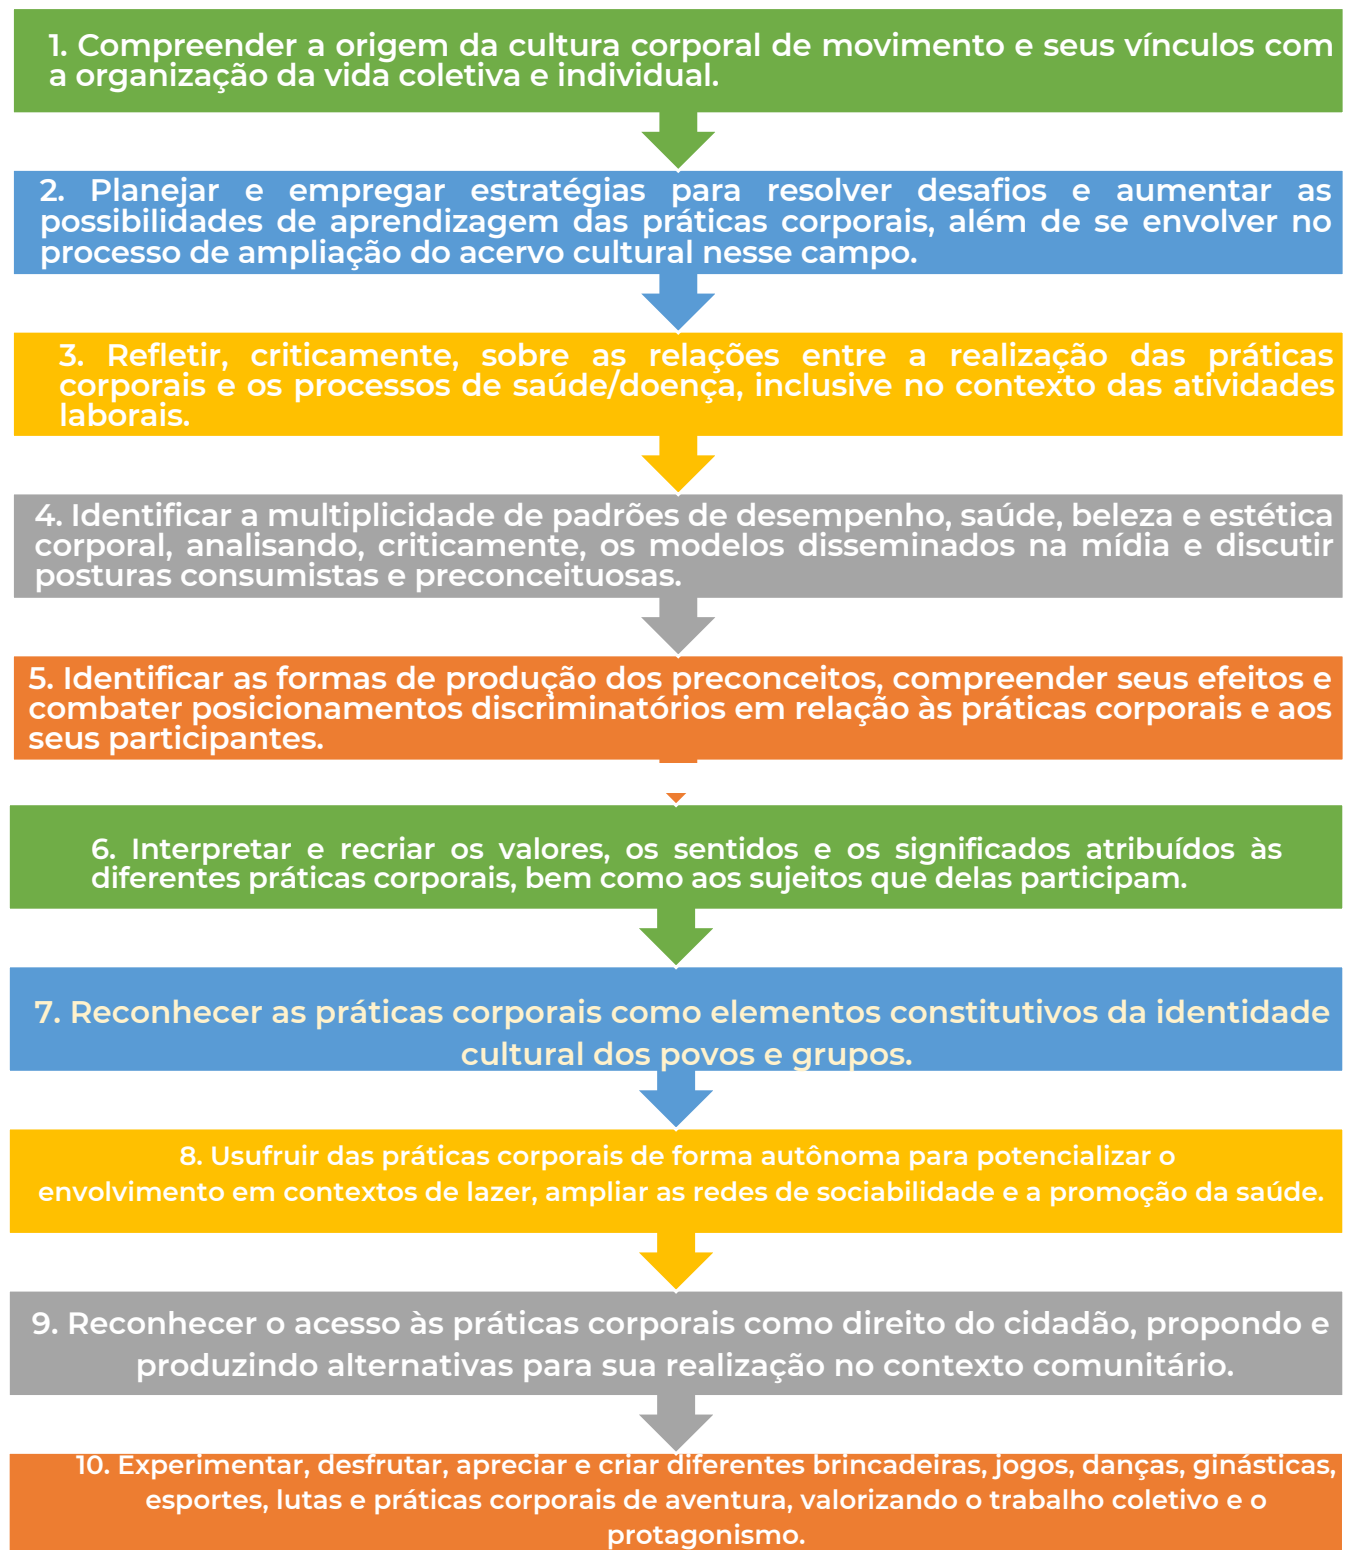 1. Compreender a origem da cultura corporal de movimento e seus vínculos com
a organização da vida coletiva e individual.
2. Planejar e empregar estratégias para resolver desafios e aumentar as
possibilidades de aprendizagem das práticas corporais, além de se envolver no
processo de ampliação do acervo cultural nesse campo.
3. Refletir, criticamente, sobre as relações entre a realização das práticas
corporais e os processos de saúde/doença, inclusive no contexto das atividades
laborais.
4. Identificar a multiplicidade de padrões de desempenho, saúde, beleza e estética
corporal, analisando, criticamente, os modelos disseminados na mídia e discutir
posturas consumistas e preconceituosas.
5. Identificar as formas de produção dos preconceitos, compreender seus efeitos e
combater posicionamentos discriminatórios em relação às práticas corporais e aos
seus participantes.
6. Interpretar e recriar os valores, os sentidos e os significados atribuídos às
diferentes práticas corporais, bem como aos sujeitos que delas participam.
7. Reconhecer as práticas corporais como elementos constitutivos da identidade
cultural dos povos e grupos.
8. Usufruir das práticas corporais de forma autônoma para potencializar o
envolvimento em contextos de lazer, ampliar as redes de sociabilidade e a promoção da saúde.
9. Reconhecer o acesso às práticas corporais como direito do cidadão, propondo e
produzindo alternativas para sua realização no contexto comunitário.
10. Experimentar, desfrutar, apreciar e criar diferentes brincadeiras, jogos, danças, ginásticas,
esportes, lutas e práticas corporais de aventura, valorizando o trabalho coletivo e o
protagonismo.